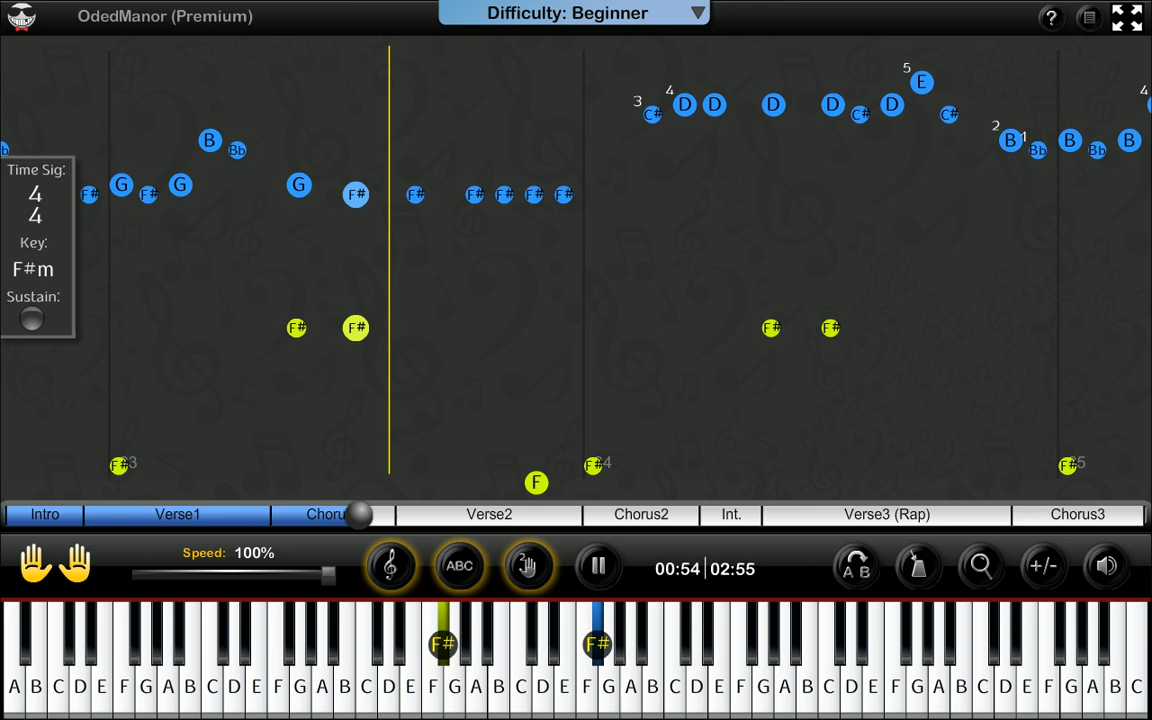 OdedManor (Premium)
Difficulty: Beginner
?
5
E
3 4 C# D D D D C# D C# 4
2 B 1 Bb B Bb B
B Bb
b
Time Sig:
4
4
Key:
F#m
Sustain:
F# G F# G G F# F# F# F# F# F#
F# F# F# F#
F# 3 F# 4 F# 5
F
Intro Verse1 Choru Verse2 Chorus2 Int. Verse3 (Rap) Chorus3
Speed: 100%
ABC
2
00:54 02:55
A B
+/-
F# F#
A B C D E F G A B C D E F G A B C D E F G A B C D E F G A B C D E F G A B C D E F G A B C D E F G A B C